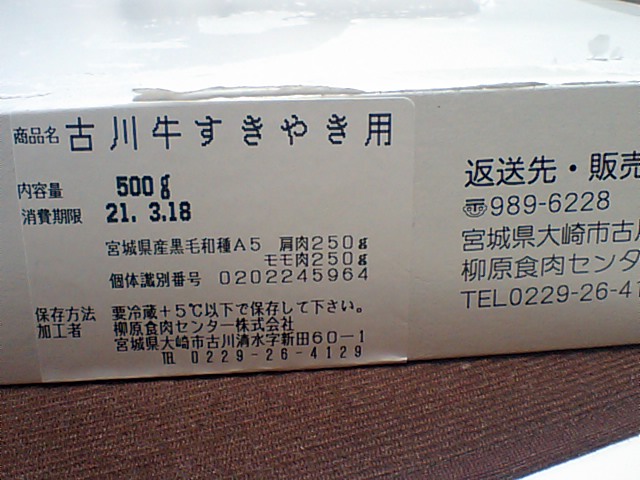 商品名 古川牛すきやき用
内容量 500g
消費期限 21. 3.18
宮城県産黒毛和種A5 肩肉250g
モモ肉250g
個体識別番号 0202245964
保存方法 要冷蔵+5℃以下で保存して下さい。
加工者 柳原食肉センター株式会社
宮城県大崎市古川清水字新田60-1
TEL 0229-26-4129
返送先・販売
〠989-6228
宮城県大崎市古川
柳原食肉センタ
TEL0229-26-41